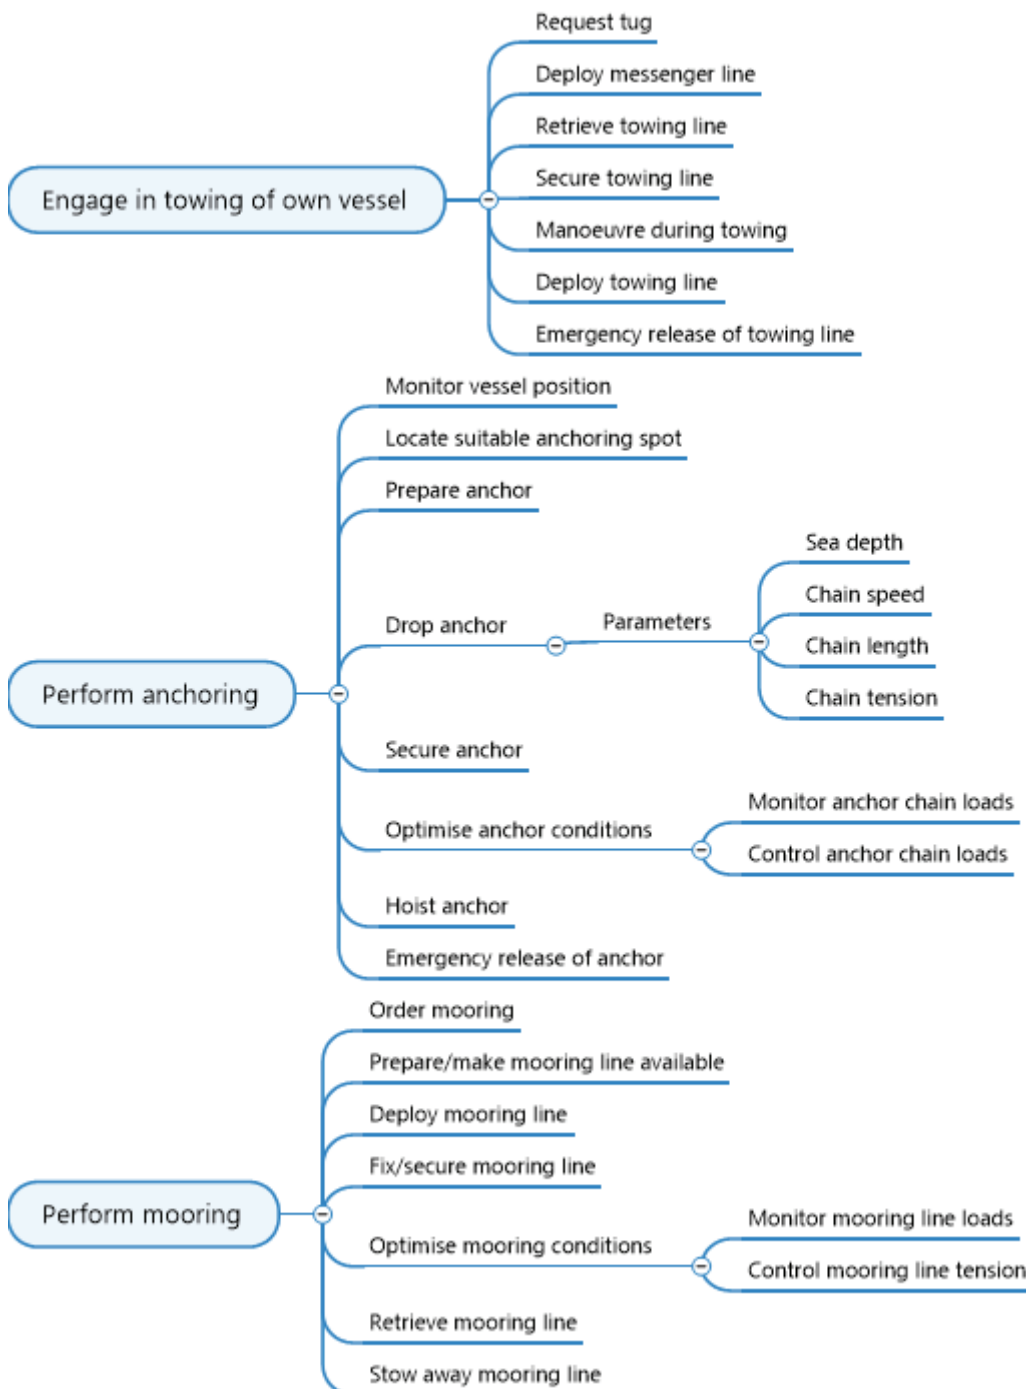 Engage in towing of own vessel
Request tug
Deploy messenger line
Retrieve towing line
Secure towing line
Manoeuvre during towing
Deploy towing line
Emergency release of towing line
Perform anchoring
Monitor vessel position
Locate suitable anchoring spot
Prepare anchor
Drop anchor
Parameters
Sea depth
Chain speed
Chain length
Chain tension
Secure anchor
Optimise anchor conditions
Monitor anchor chain loads
Control anchor chain loads
Hoist anchor
Emergency release of anchor
Perform mooring
Order mooring
Prepare/make mooring line available
Deploy mooring line
Fix/secure mooring line
Optimise mooring conditions
Monitor mooring line loads
Control mooring line tension
Retrieve mooring line
Stow away mooring line